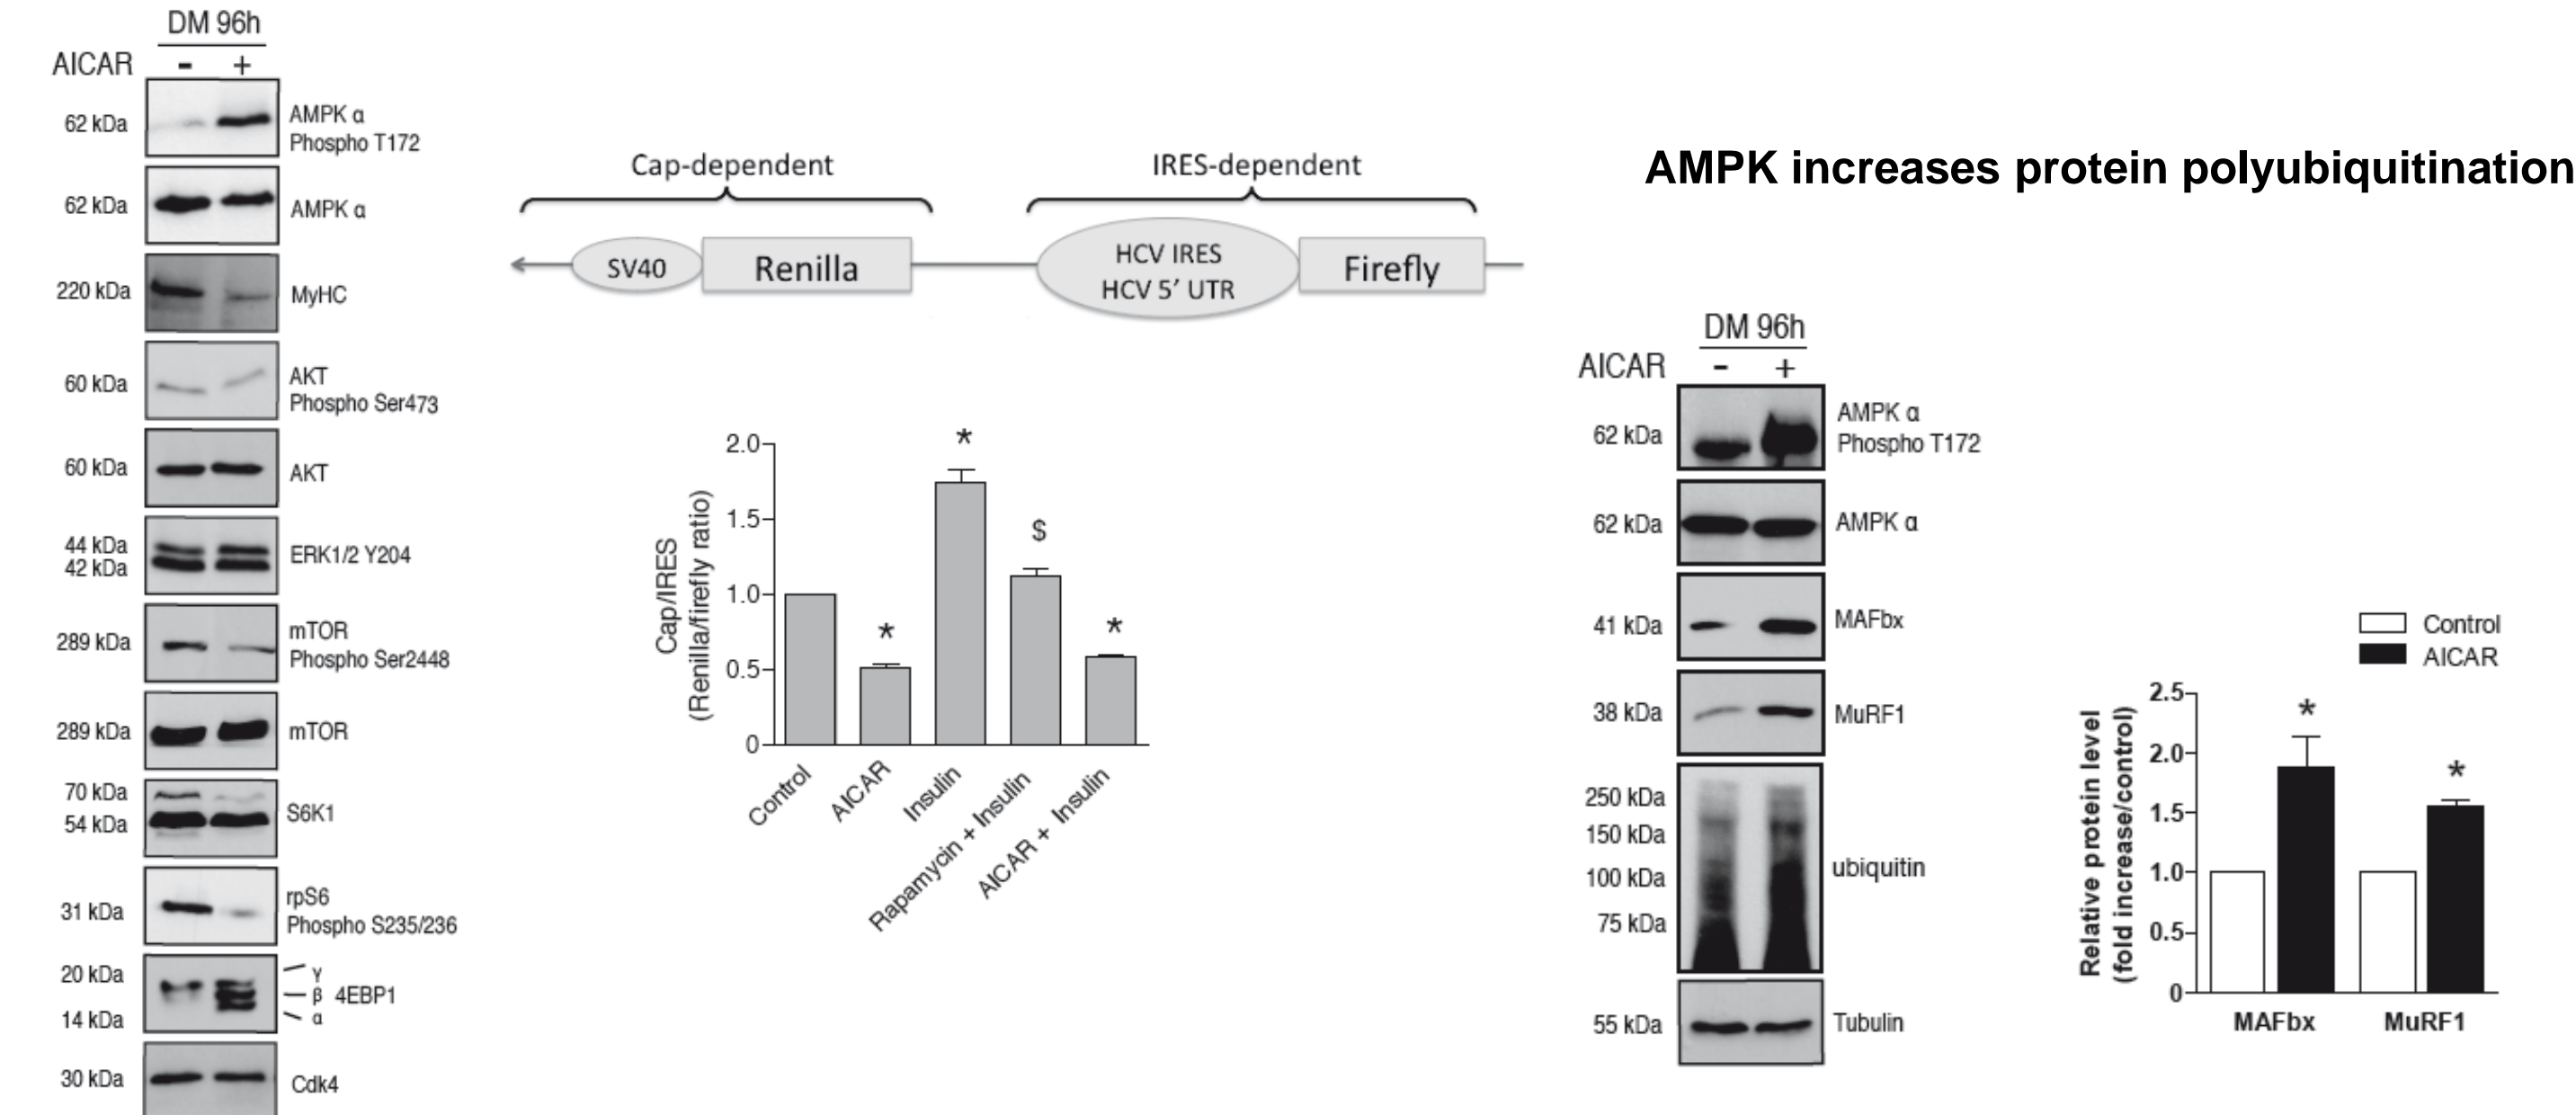 DM 96h
AICAR - +
62 kDa
AMPK α
Phospho T172
62 kDa
AMPK α
220 kDa
MyHC
60 kDa
AKT
Phospho Ser473
60 kDa
AKT
44 kDa
42 kDa
ERK1/2 Y204
289 kDa
mTOR
Phospho Ser2448
289 kDa
mTOR
70 kDa
54 kDa
S6K1
31 kDa
rpS6
Phospho S235/236
20 kDa
14 kDa
γ
β 4EBP1
α
30 kDa
Cdk4
Cap-dependent
IRES-dependent
SV40
Renilla
HCV IRES
HCV 5′ UTR
Firefly
Cap/IRES
(Renilla/firefly ratio)
2.0
1.5
1.0
0.5
0
*
*
$
*
Control
AICAR
Insulin
Rapamycin + Insulin
AICAR + Insulin
AMPK increases protein polyubiquitination
DM 96h
AICAR - +
62 kDa
AMPK α
Phospho T172
62 kDa
AMPK α
41 kDa
MAFbx
38 kDa
MuRF1
250 kDa
150 kDa
100 kDa
75 kDa
ubiquitin
55 kDa
Tubulin
Control
AICAR
Relative protein level
(fold increase/control)
2.5
2.0
1.5
1.0
0.5
0
*
*
MAFbx
MuRF1